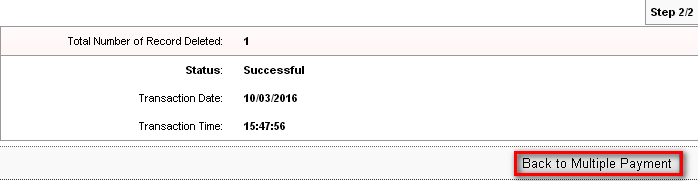 Step 2/2
Total Number of Record Deleted: 1
Status: Successful
Transaction Date: 10/03/2016
Transaction Time: 15:47:56
Back to Multiple Payment